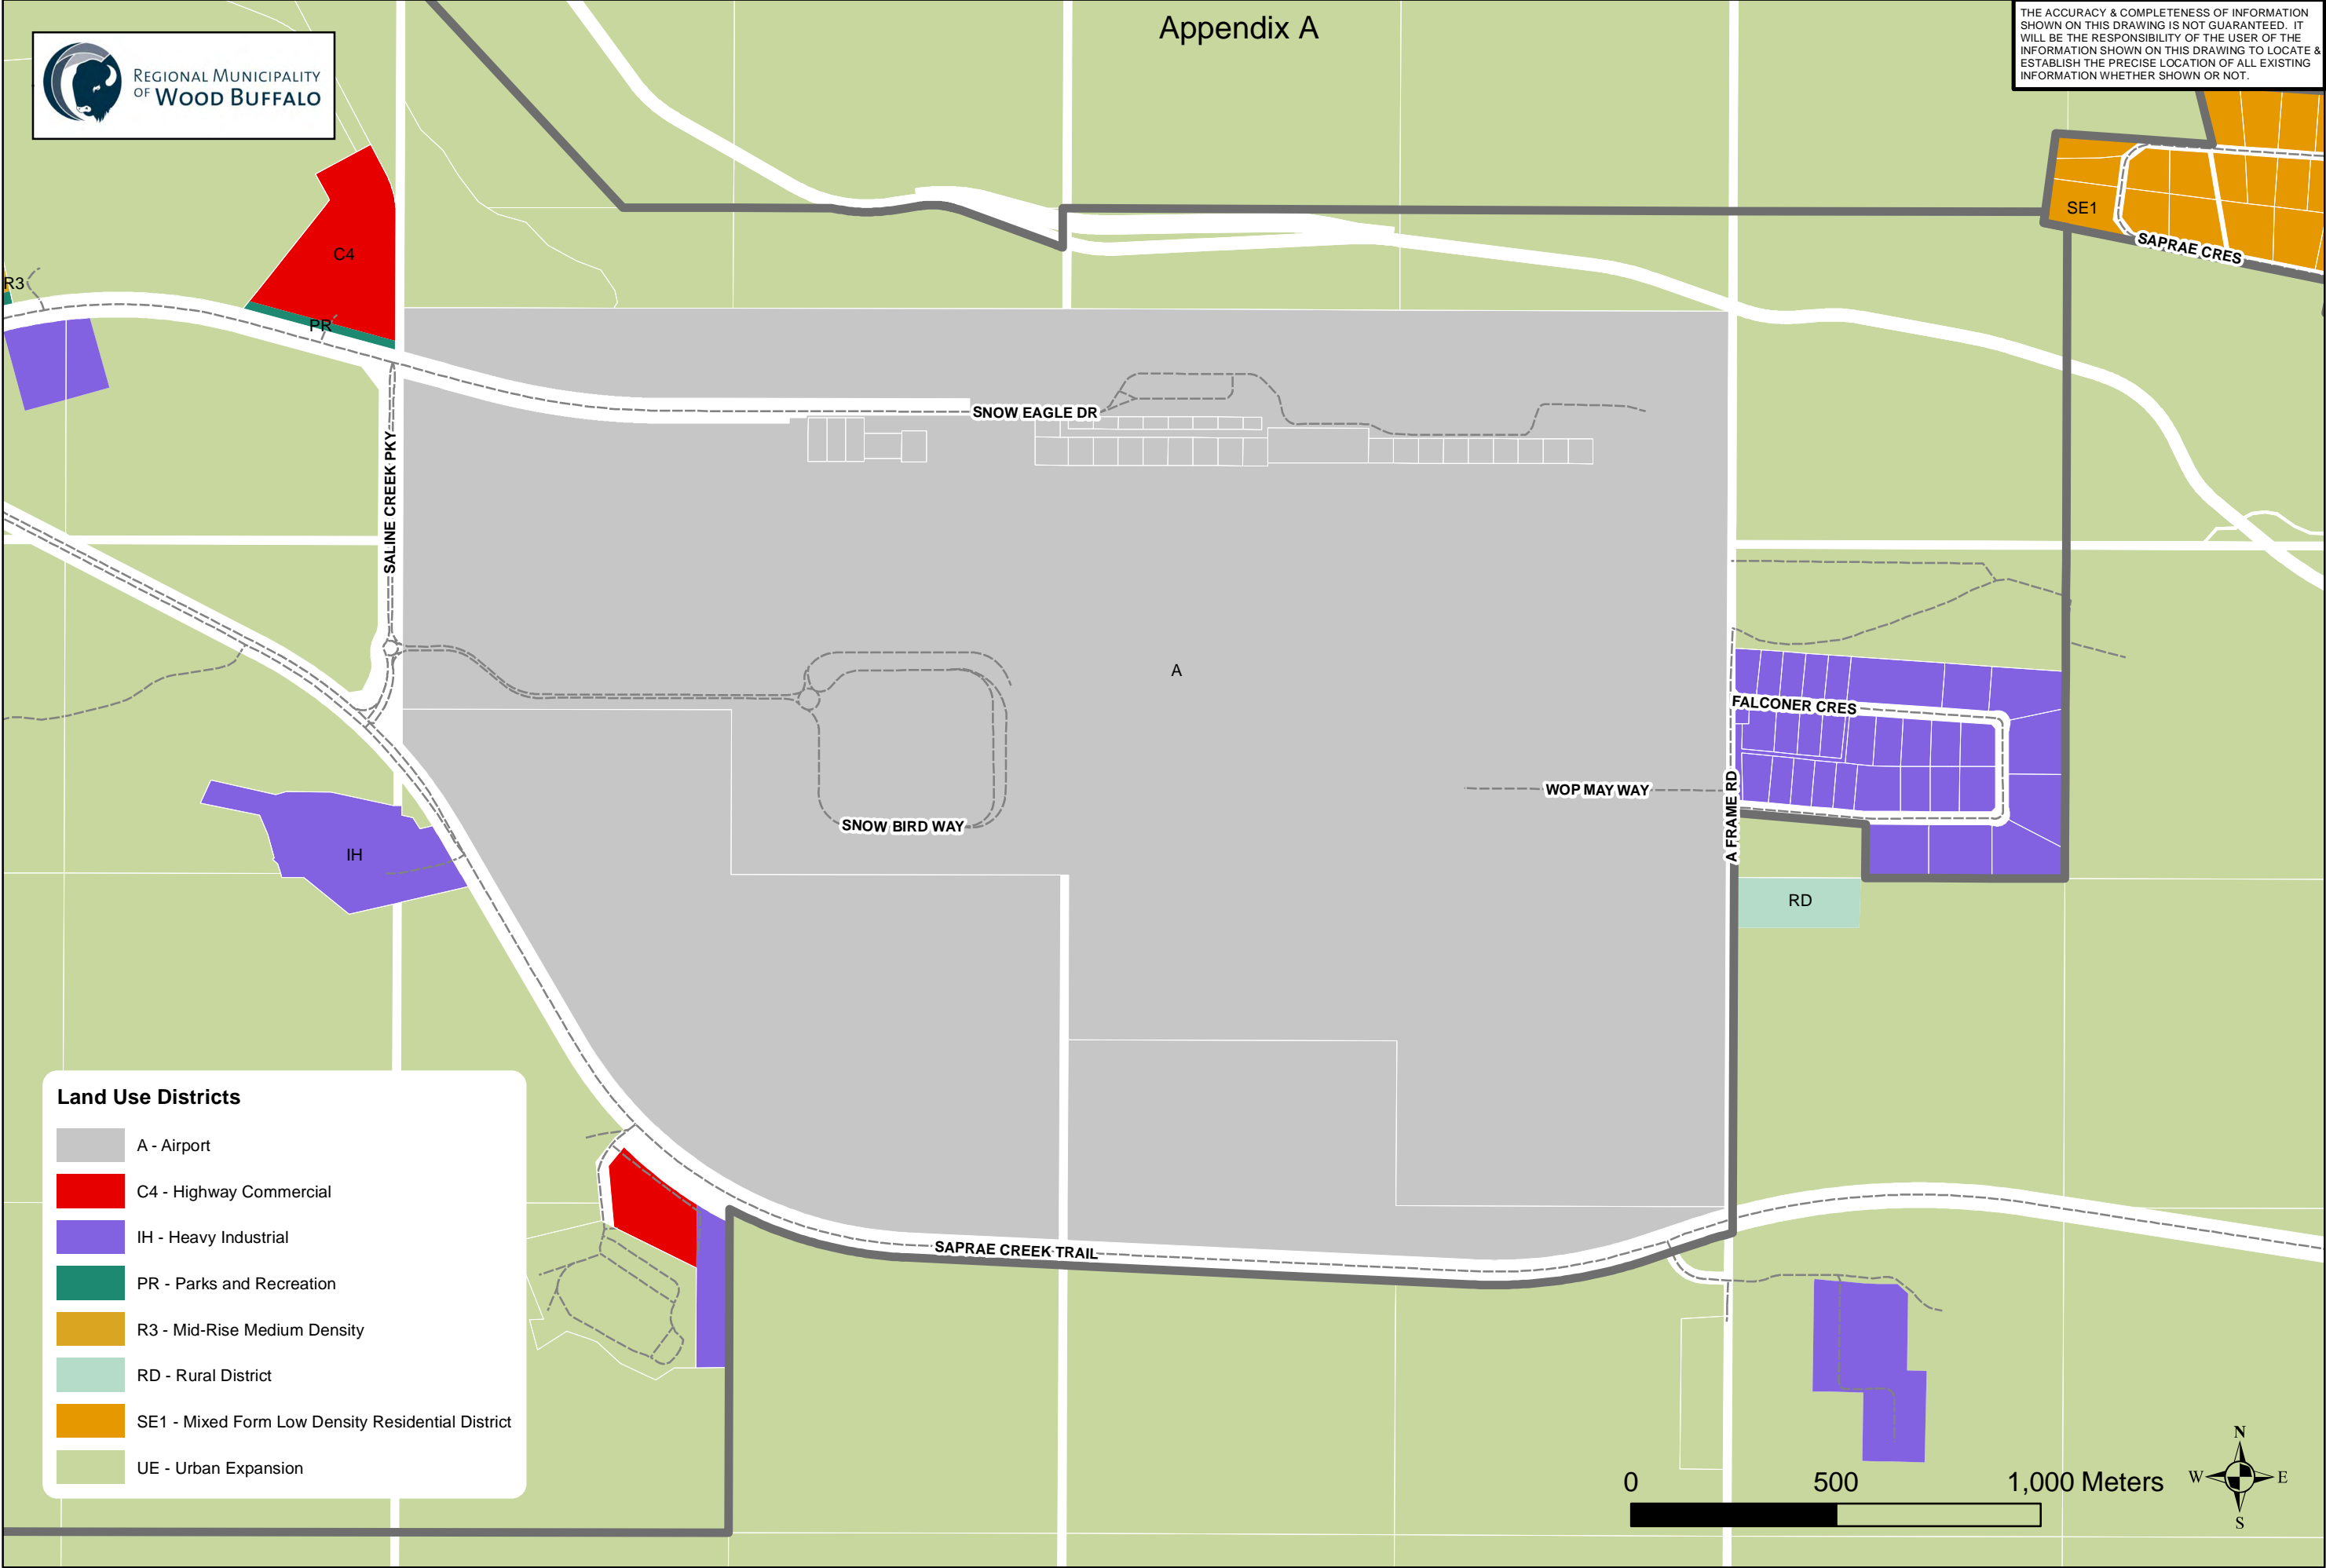 Appendix A
THE ACCURACY & COMPLETENESS OF INFORMATION
SHOWN ON THIS DRAWING IS NOT GUARANTEED. IT
WILL BE THE RESPONSIBILITY OF THE USER OF THE
INFORMATION SHOWN ON THIS DRAWING TO LOCATE &
ESTABLISH THE PRECISE LOCATION OF ALL EXISTING
INFORMATION WHETHER SHOWN OR NOT.
REGIONAL MUNICIPALITY
OF WOOD BUFFALO
SE1
SAPRAE CRES
C4
R3
PR
SNOW EAGLE DR
SALINE CREEK PKY
A
FALCONER CRES
WOP MAY WAY
A FRAME RD
SNOW BIRD WAY
IH
RD
SAPRAE CREEK TRAIL
Land Use Districts
A - Airport
C4 - Highway Commercial
IH - Heavy Industrial
PR - Parks and Recreation
R3 - Mid-Rise Medium Density
RD - Rural District
SE1 - Mixed Form Low Density Residential District
UE - Urban Expansion
0 500 1,000 Meters
N
W E
S